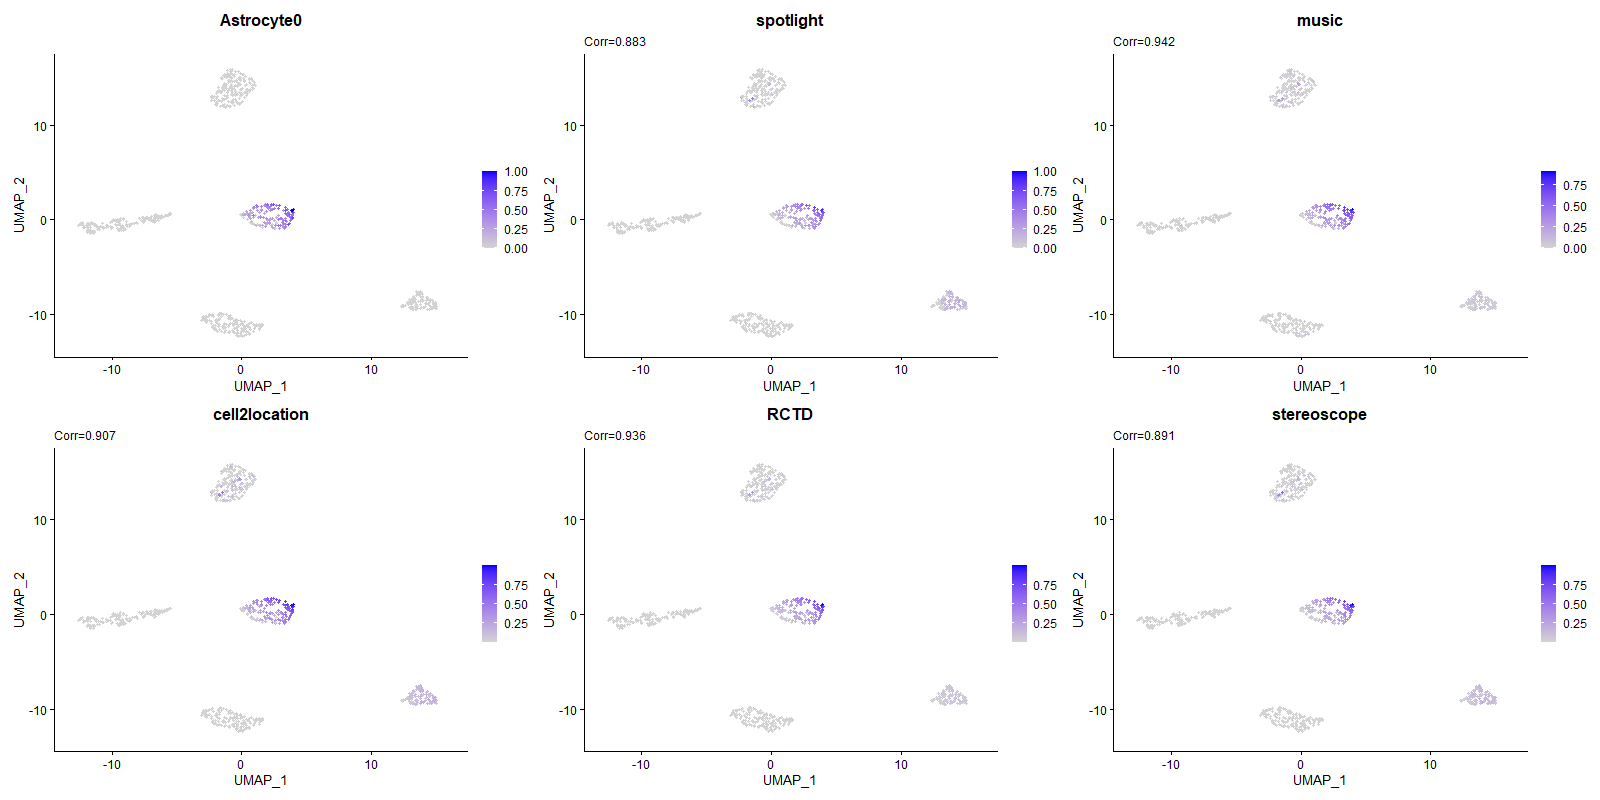 Astrocyte0
spotlight
music
Corr=0.883
Corr=0.942
10
0
-10
UMAP_2
-10
0
10
UMAP_1
1.00
0.75
0.50
0.25
0.00
10
0
-10
UMAP_2
-10
0
10
UMAP_1
1.00
0.75
0.50
0.25
0.00
10
0
-10
UMAP_2
-10
0
10
UMAP_1
0.75
0.50
0.25
0.00
cell2location
RCTD
stereoscope
Corr=0.907
Corr=0.936
Corr=0.891
10
0
-10
UMAP_2
-10
0
10
UMAP_1
0.75
0.50
0.25
10
0
-10
UMAP_2
-10
0
10
UMAP_1
0.75
0.50
0.25
10
0
-10
UMAP_2
-10
0
10
UMAP_1
0.75
0.50
0.25